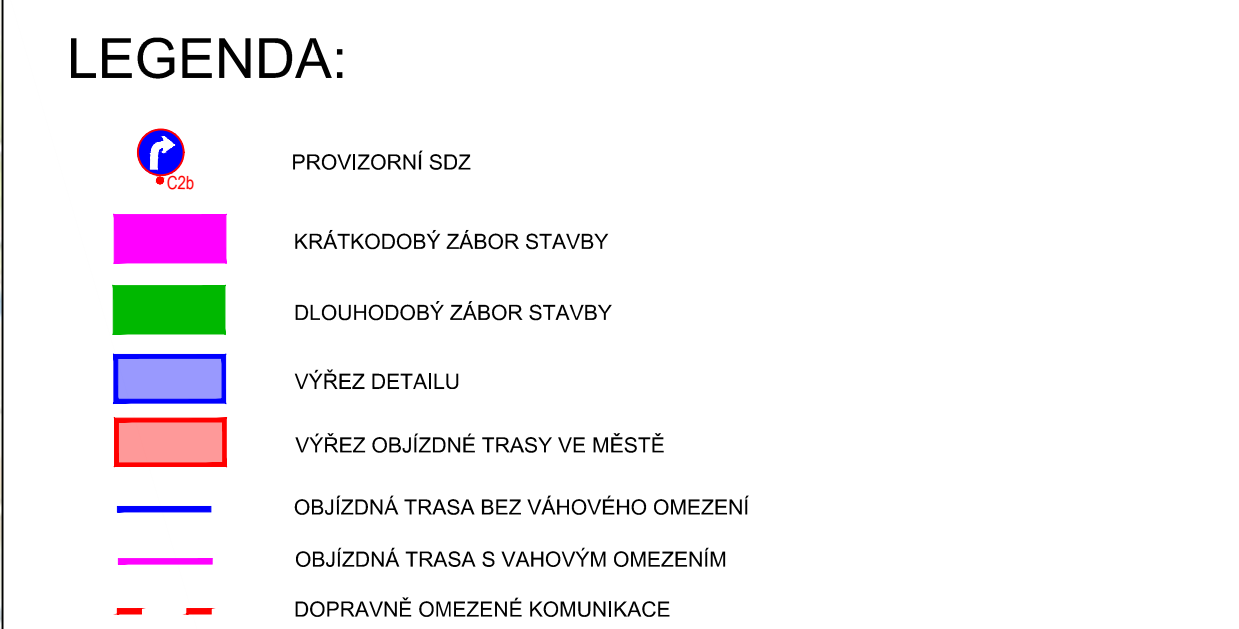 LEGENDA:
C2b
PROVIZORNÍ SDZ
KRÁTKODOBÝ ZÁBOR STAVBY
DLOUHODOBÝ ZÁBOR STAVBY
VÝŘEZ DETAILU
VÝŘEZ OBJÍZDNÉ TRASY VE MĚSTĚ
OBJÍZDNÁ TRASA BEZ VÁHOVÉHO OMEZENÍ
OBJÍZDNÁ TRASA S VAHOVÝM OMEZENÍM
DOPRAVNĚ OMEZENÉ KOMUNIKACE